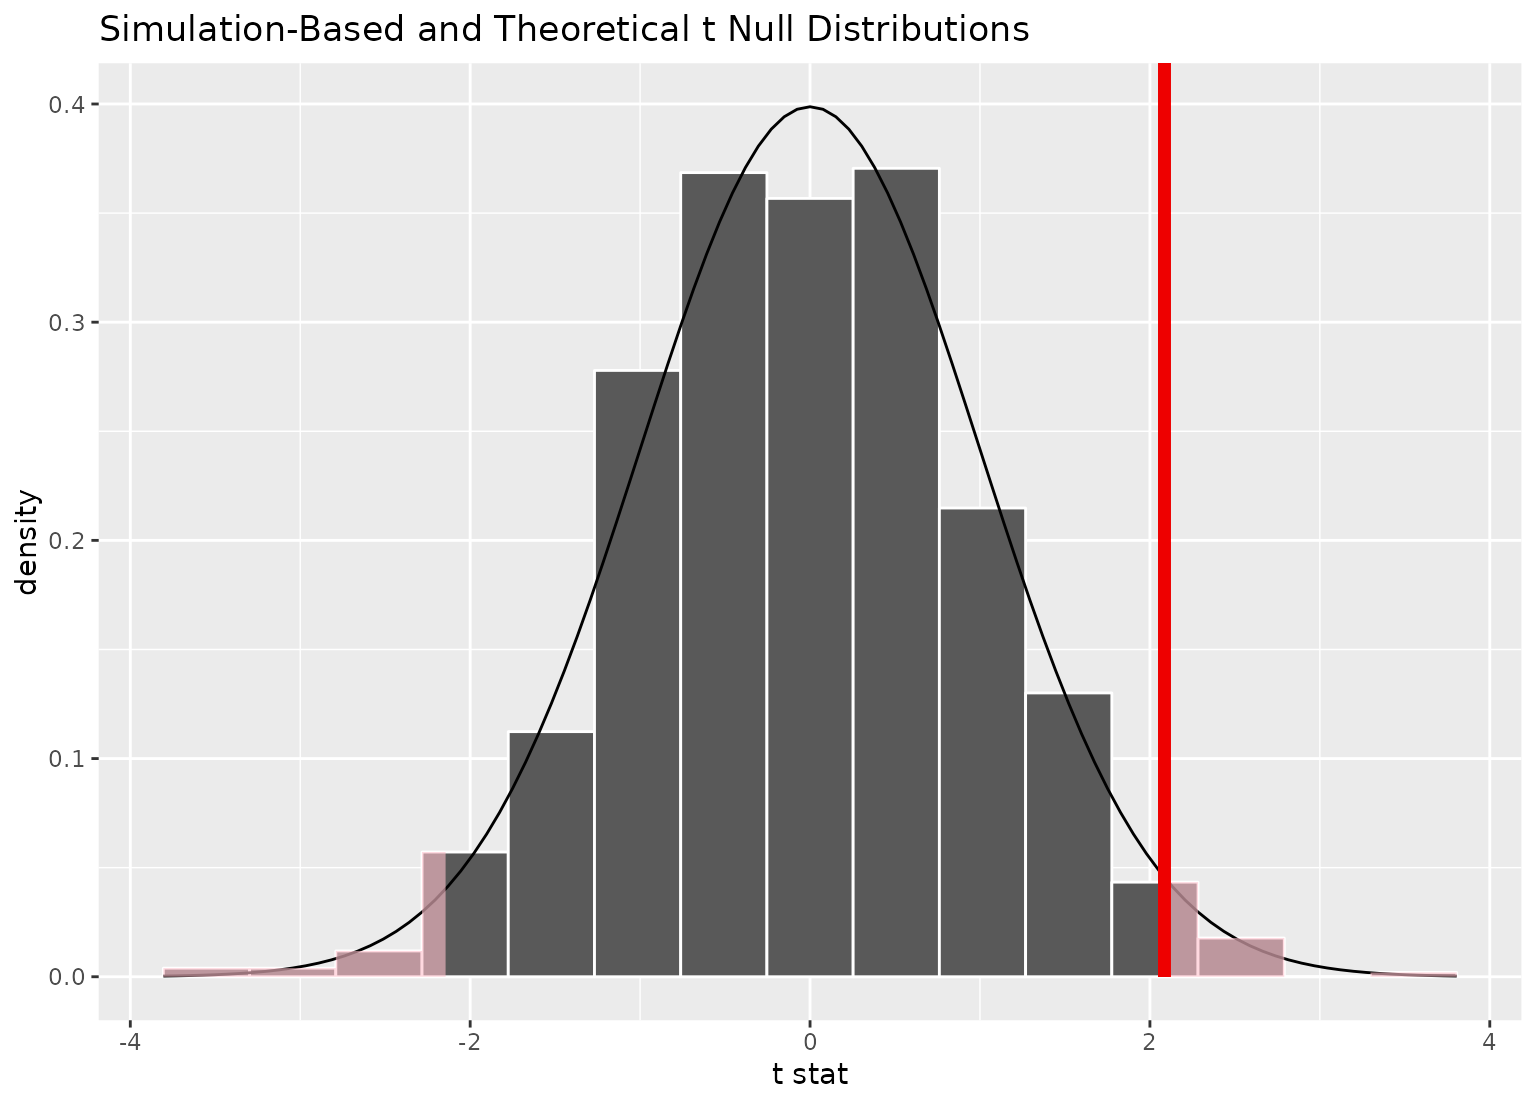 Simulation-Based and Theoretical t Null Distributions
0.4
0.3
0.2
0.1
0.0
density
-4 -2 0 2 4
t stat